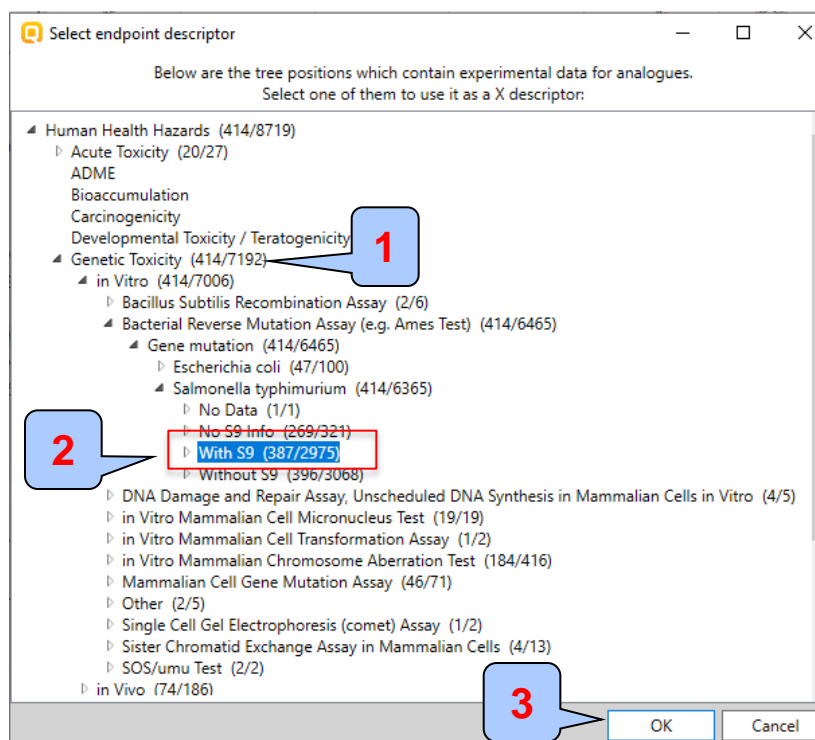 Select endpoint descriptor
Below are the tree positions which contain experimental data for analogues.
Select one of them to use it as a X descriptor:
Human Health Hazards (414/8719)
Acute Toxicity (20/27)
ADME
Bioaccumulation
Carcinogenicity
Developmental Toxicity / Teratogenicity
1
Genetic Toxicity (414/7192)
in Vitro (414/7006)
Bacillus Subtilis Recombination Assay (2/6)
Bacterial Reverse Mutation Assay (e.g. Ames Test) (414/6465)
Gene mutation (414/6465)
Escherichia coli (47/100)
Salmonella typhimurium (414/6365)
No Data (1/1)
No S9 Info (269/321)
2
With S9 (387/2975)
Without S9 (396/3068)
DNA Damage and Repair Assay, Unscheduled DNA Synthesis in Mammalian Cells in Vitro (4/5)
in Vitro Mammalian Cell Micronucleus Test (19/19)
in Vitro Mammalian Cell Transformation Assay (1/2)
in Vitro Mammalian Chromosome Aberration Test (184/416)
Mammalian Cell Gene Mutation Assay (46/71)
Other (2/5)
Single Cell Gel Electrophoresis (comet) Assay (1/2)
Sister Chromatid Exchange Assay in Mammalian Cells (4/13)
SOS/umu Test (2/2)
in Vivo (74/186)
3
OK Cancel